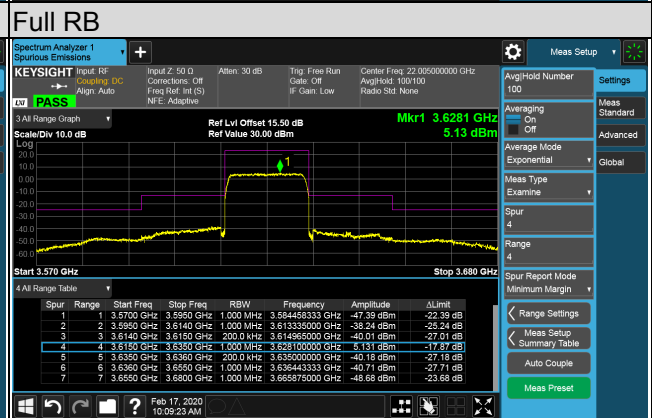 Full RB
Spectrum Analyzer 1
Spurious Emissions
+
Meas Setup
KEYSIGHT
Input: RF
Coupling: DC
Align: Auto
Input Z: 50 Ω
Corrections: Off
Freq Ref: Int (S)
NFE: Adaptive
Atten: 30 dB
Trig: Free Run
Gate: Off
IF Gain: Low
Center Freq: 22.005000000 GHz
Avg|Hold: 100/100
Radio Std: None
LXI
PASS
3 All Range Graph
Scale/Div 10.0 dB
Ref Lvl Offset 15.50 dB
Ref Value 30.00 dBm
Mkr1 3.6281 GHz
5.13 dBm
Log
20.0
10.0
0.00
-10.0
-20.0
-30.0
-40.0
-50.0
-60.0
1
Start 3.570 GHz
Stop 3.680 GHz
4 All Range Table
Spur Range Start Freq Stop Freq RBW Frequency Amplitude ΔLimit
1 1 3.5700 GHz 3.5950 GHz 1.000 MHz 3.584458333 GHz -47.39 dBm -22.39 dB
2 2 3.5950 GHz 3.6140 GHz 1.000 MHz 3.613335000 GHz -38.24 dBm -25.24 dB
3 3 3.6140 GHz 3.6150 GHz 200.0 kHz 3.614965000 GHz -40.01 dBm -27.01 dB
4 4 3.6150 GHz 3.6350 GHz 1.000 MHz 3.628100000 GHz 5.131 dBm -17.87 dB
5 5 3.6350 GHz 3.6360 GHz 200.0 kHz 3.635000000 GHz -40.18 dBm -27.18 dB
6 6 3.6360 GHz 3.6550 GHz 1.000 MHz 3.636443333 GHz -40.71 dBm -27.71 dB
7 7 3.6550 GHz 3.6800 GHz 1.000 MHz 3.665875000 GHz -48.68 dBm -23.68 dB
Avg|Hold Number
100
Averaging
On
Off
Average Mode
Exponential
Meas Type
Examine
Spur
4
Range
4
Spur Report Mode
Minimum Margin
Range Settings
Meas Setup
Summary Table
Auto Couple
Meas Preset
Settings
Meas
Standard
Advanced
Global
?
Feb 17, 2020
10:09:23 AM